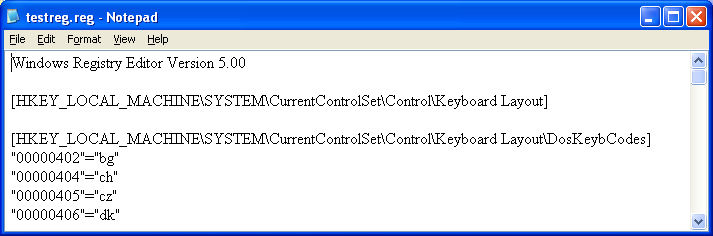 testreg.reg - Notepad
File Edit Format View Help
Windows Registry Editor Version 5.00
[HKEY_LOCAL_MACHINE\SYSTEM\CurrentControlSet\Control\Keyboard Layout]
[HKEY_LOCAL_MACHINE\SYSTEM\CurrentControlSet\Control\Keyboard Layout\DosKeybCodes]
"00000402"="bg"
"00000404"="ch"
"00000405"="cz"
"00000406"="dk"